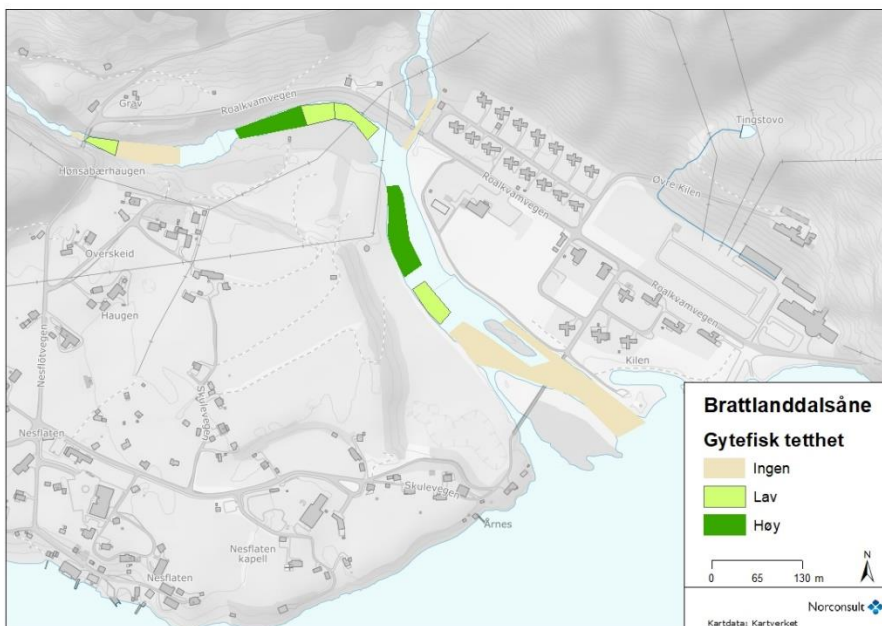 Grav
Roalkvamvegen
Tingstovo
Hønsabærhaugen
Øvre Kilen
Roalkvamvegen
Overskeid
Roalkvamvegen
Haugen
Nesflótvegen
Skulevegen
Kilen
Nesflaten
Skulevegen
Årnes
Nesflaten
kapell
Nesflaten
Brattlanddalsåne
Gytefisk tetthet
Ingen
Lav
Høy
0 65 130 m
N
Norconsult
Kartdata: Kartverket